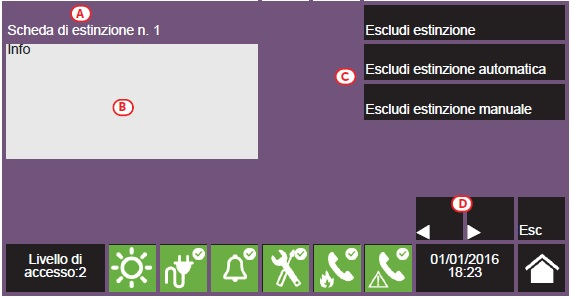 A
Scheda di estinzione n. 1
Info
B
C
Escludi estinzione
Escludi estinzione automatica
Escludi estinzione manuale
D
Esc
Livello di
accesso:2
01/01/2016
18:23